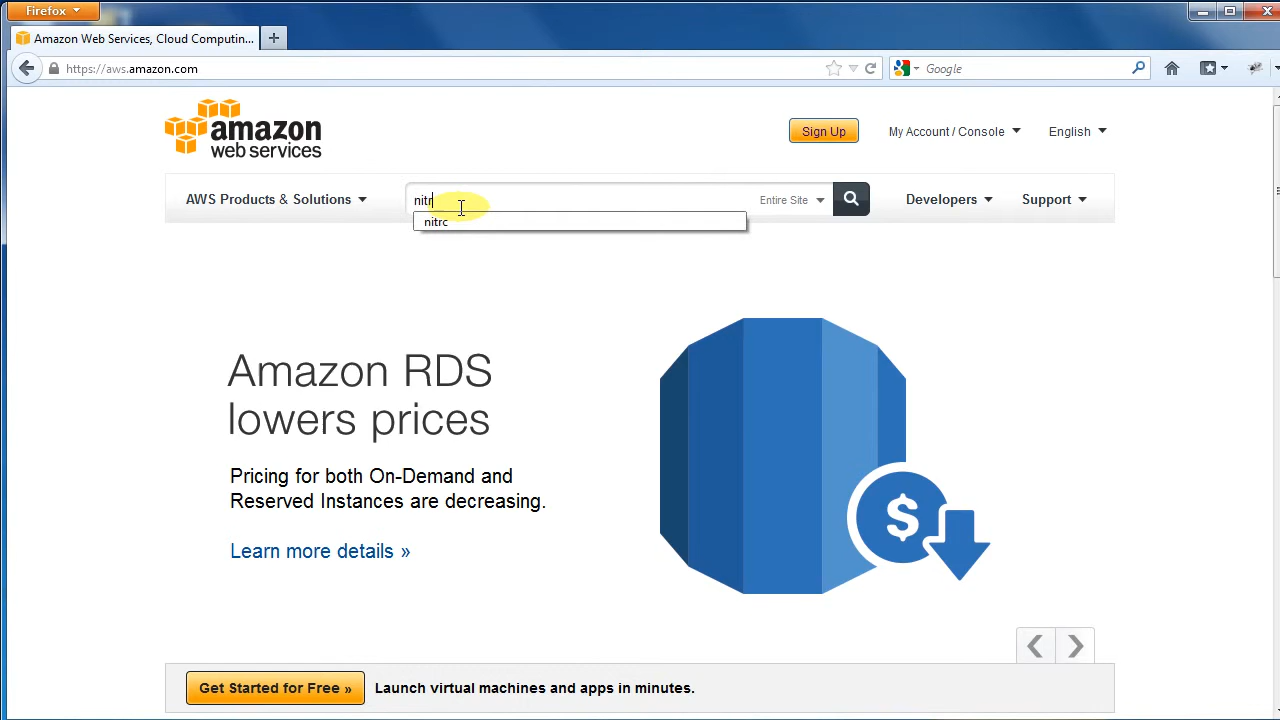 Firefox
Amazon Web Services, Cloud Computin...
https://aws.amazon.com
Google
amazon
web services
Sign Up
My Account / Console
English
AWS Products & Solutions
nitr
Entire Site
Developers
Support
nitrc
Amazon RDS
lowers prices
Pricing for both On-Demand and
Reserved Instances are decreasing.
Learn more details »
$
Get Started for Free »
Launch virtual machines and apps in minutes.